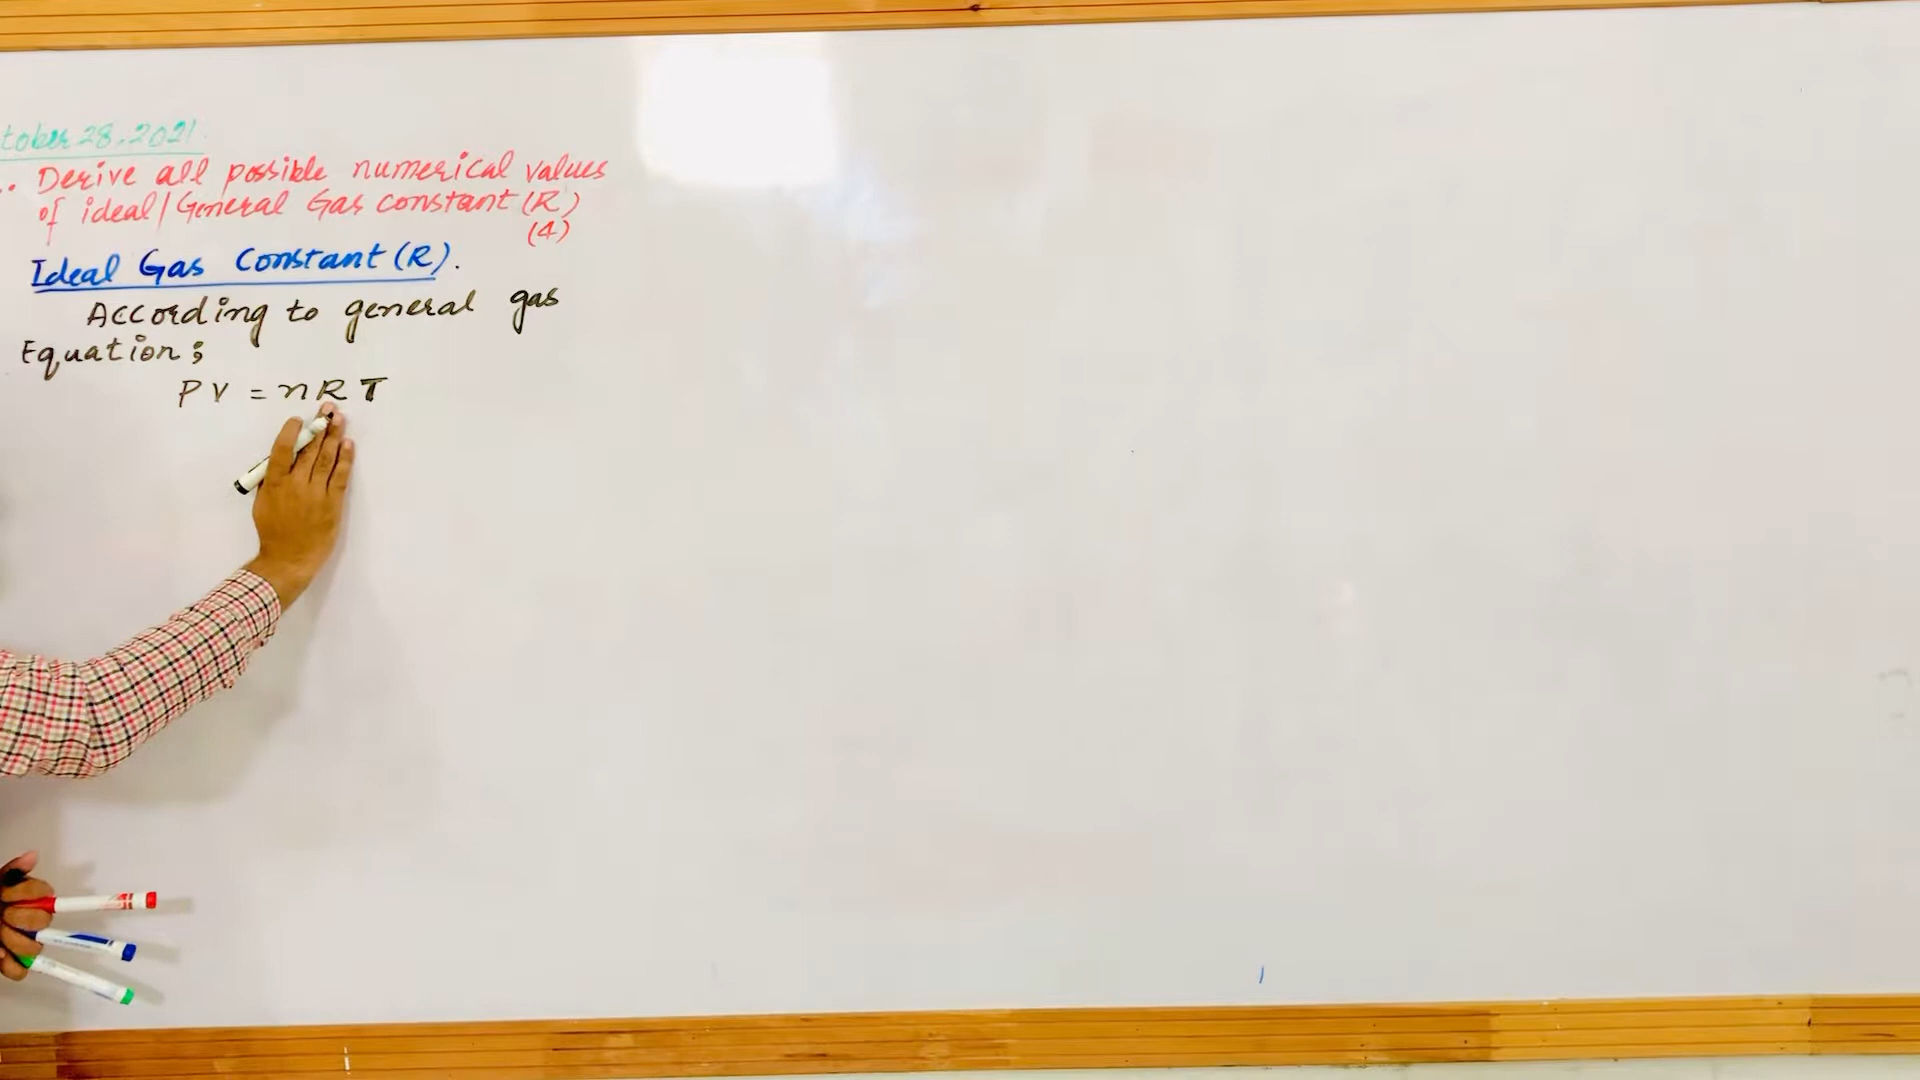 tober 28, 2021.
. Derive all possible numerical values
of ideal/General Gas constant (R)
(4)
Ideal Gas Constant (R).
According to general gas
Equation;
PV = nRT